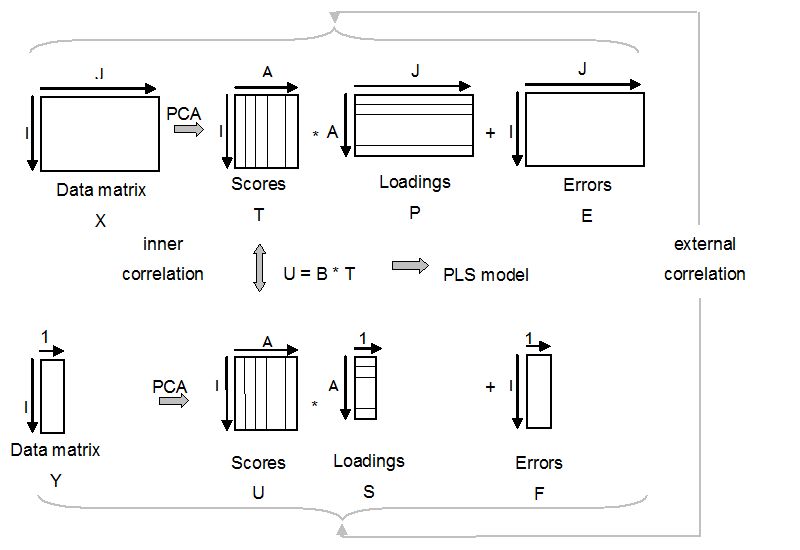 J
A
J
J
I
PCA
I
* A
+ I
Data matrix
Scores
Loadings
Errors
X
T
P
E
inner
correlation
U = B * T
PLS model
external
correlation
1
A
1
1
I
PCA
I
*
A
+ I
Data matrix
Scores
Loadings
Errors
Y
U
S
F